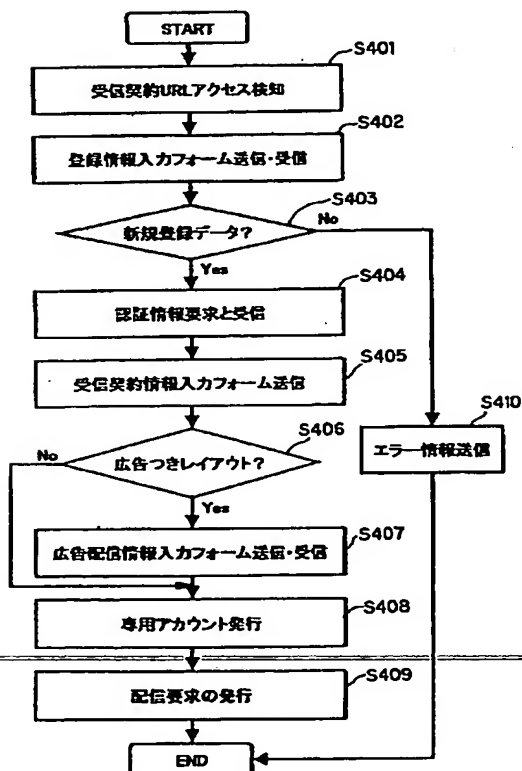 START
S401
受信契約URLアクセス検知
S402
登録情報入力フォーム送信・受信
S403
新規登録データ?
No
Yes
S404
認証情報要求と受信
S405
受信契約情報入力フォーム送信
S406
広告つきレイアウト?
No
Yes
S410
エラー情報送信
S407
広告配信情報入力フォーム送信・受信
S408
専用アカウント発行
S409
配信要求の発行
END